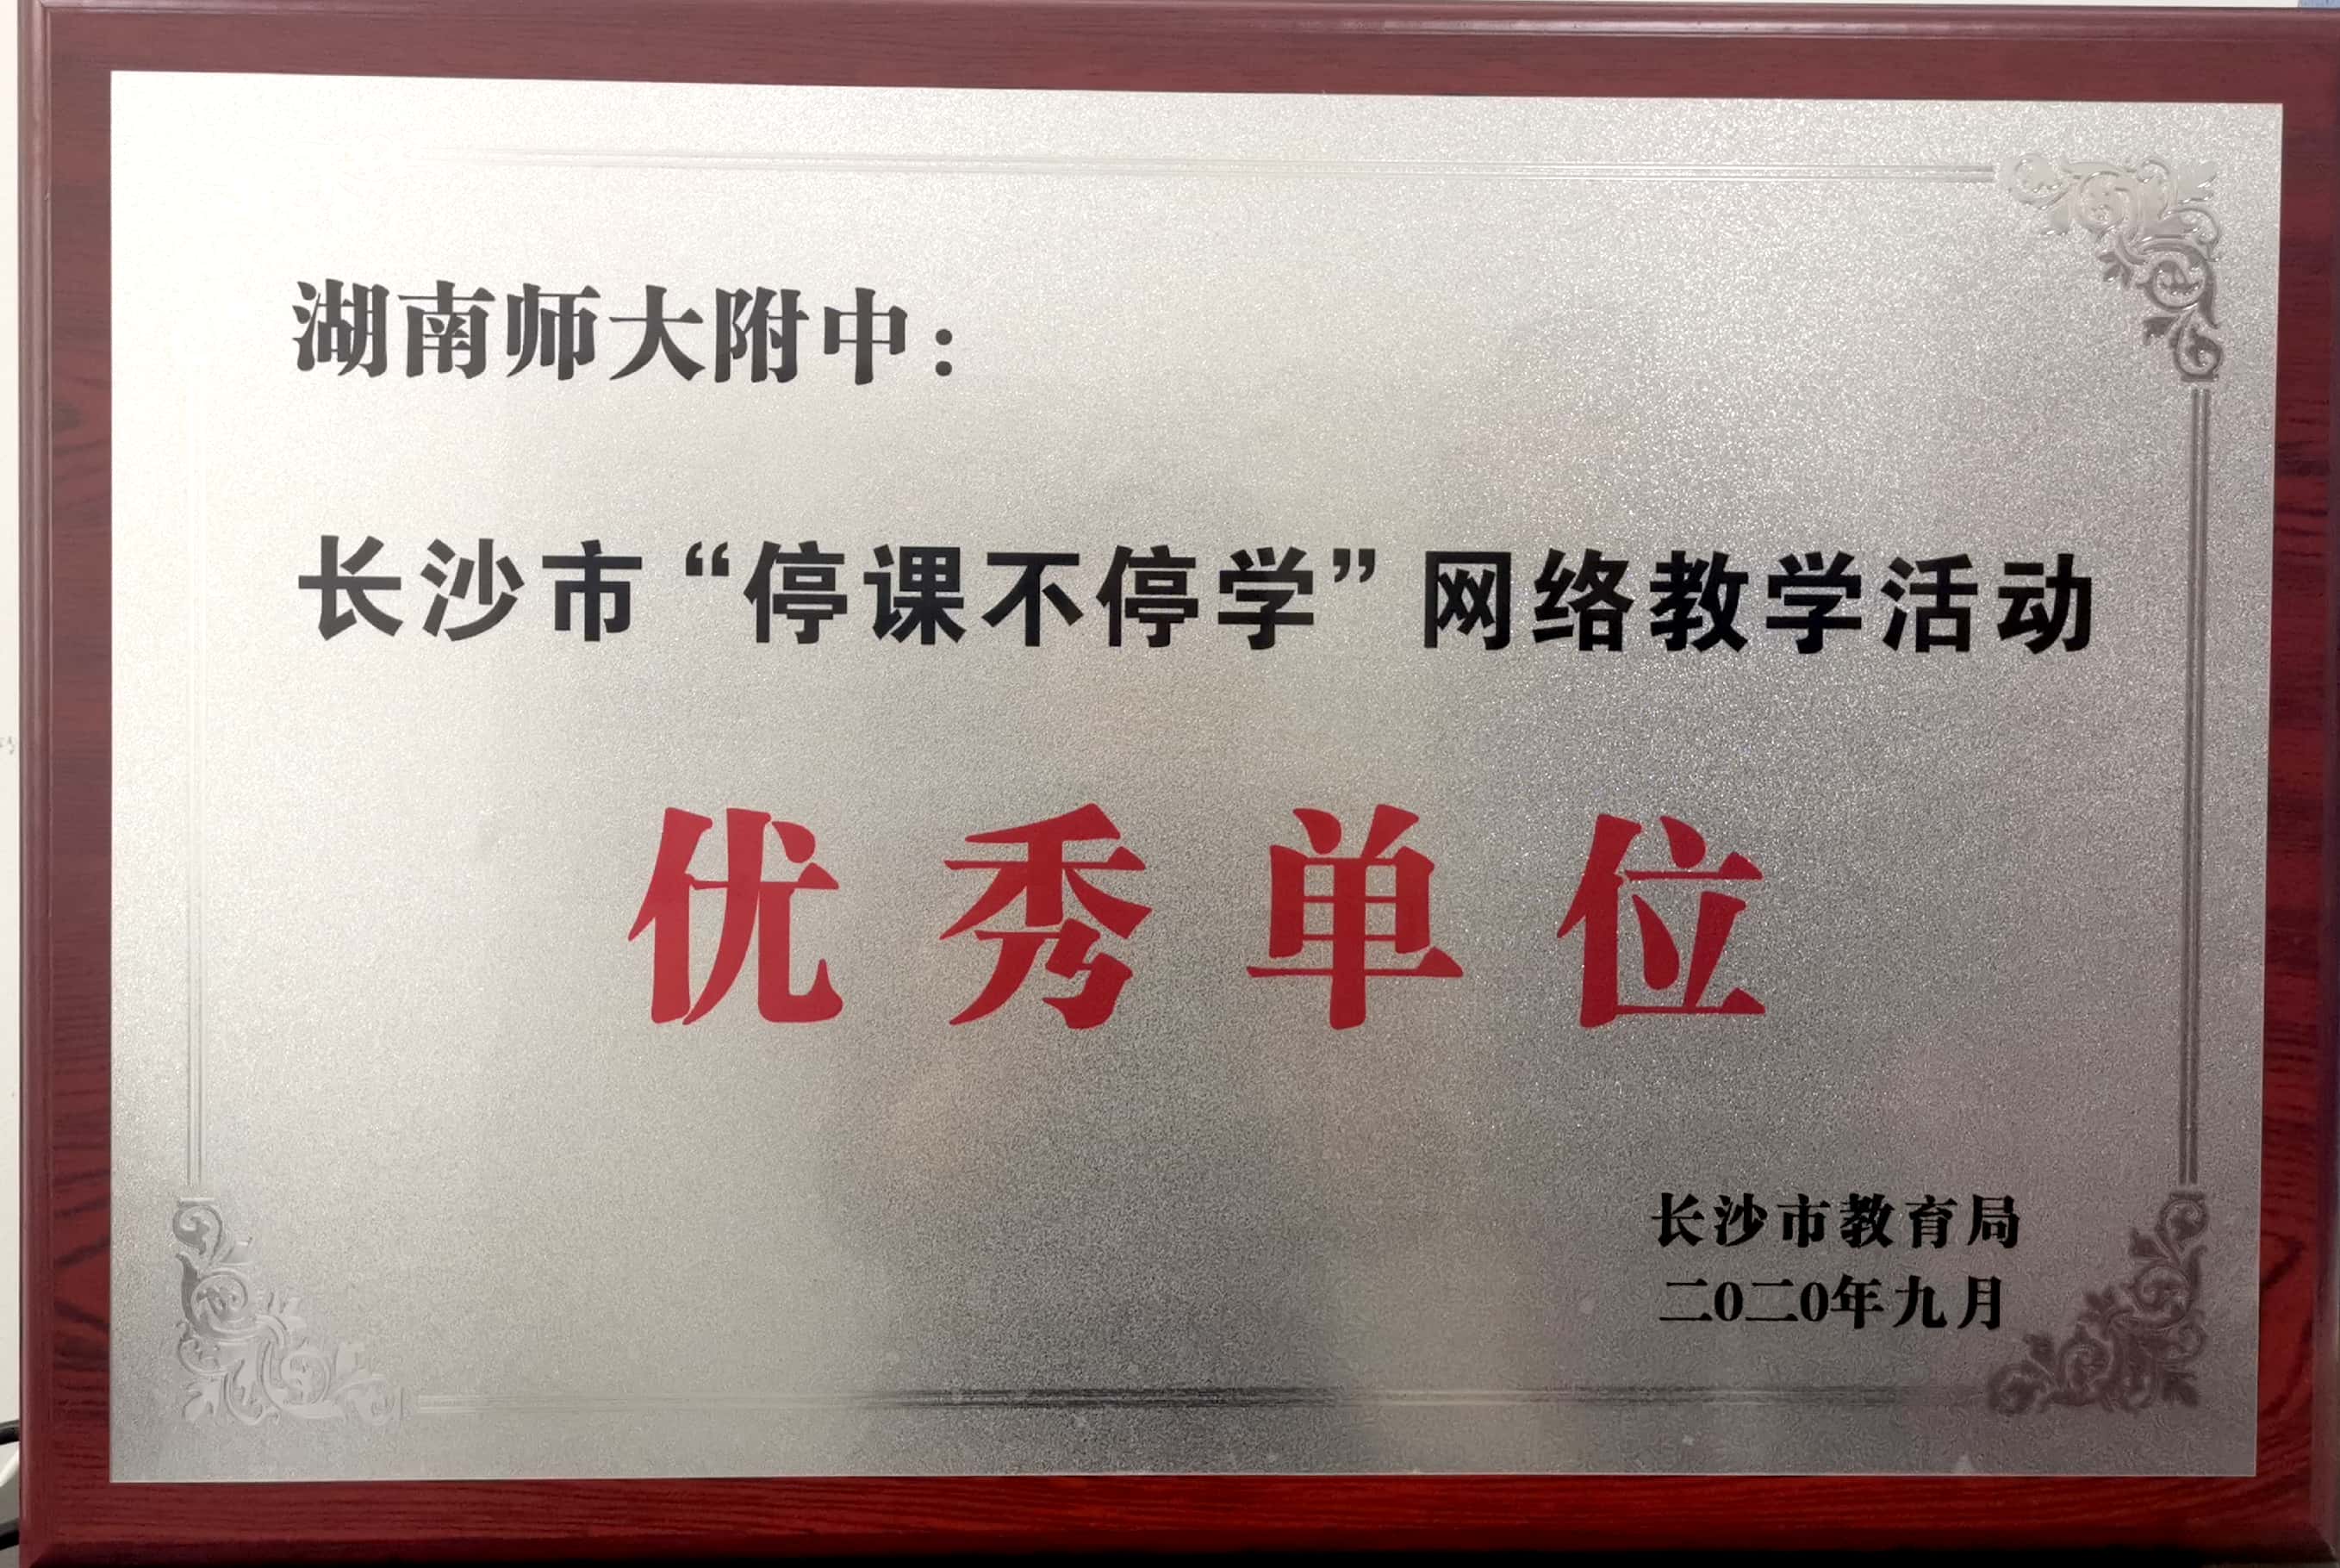 湖南师大附中：
长沙市“停课不停学”网络教学活动
优秀单位
长沙市教育局
二0二0年九月